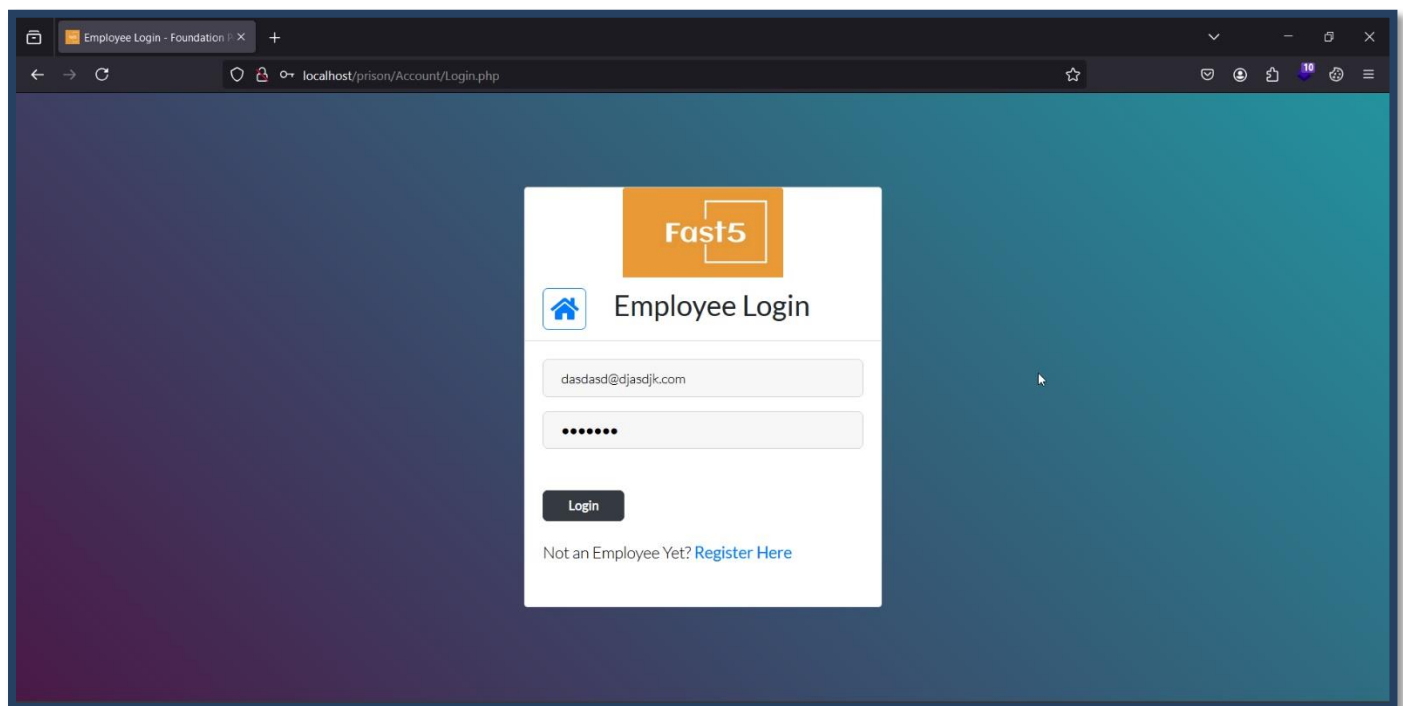 Employee Login - Foundation P
localhost/prison/Account/Login.php
10
Fast5
Employee Login
dasdasd@djasdjk.com
•••••••
Login
Not an Employee Yet? Register Here